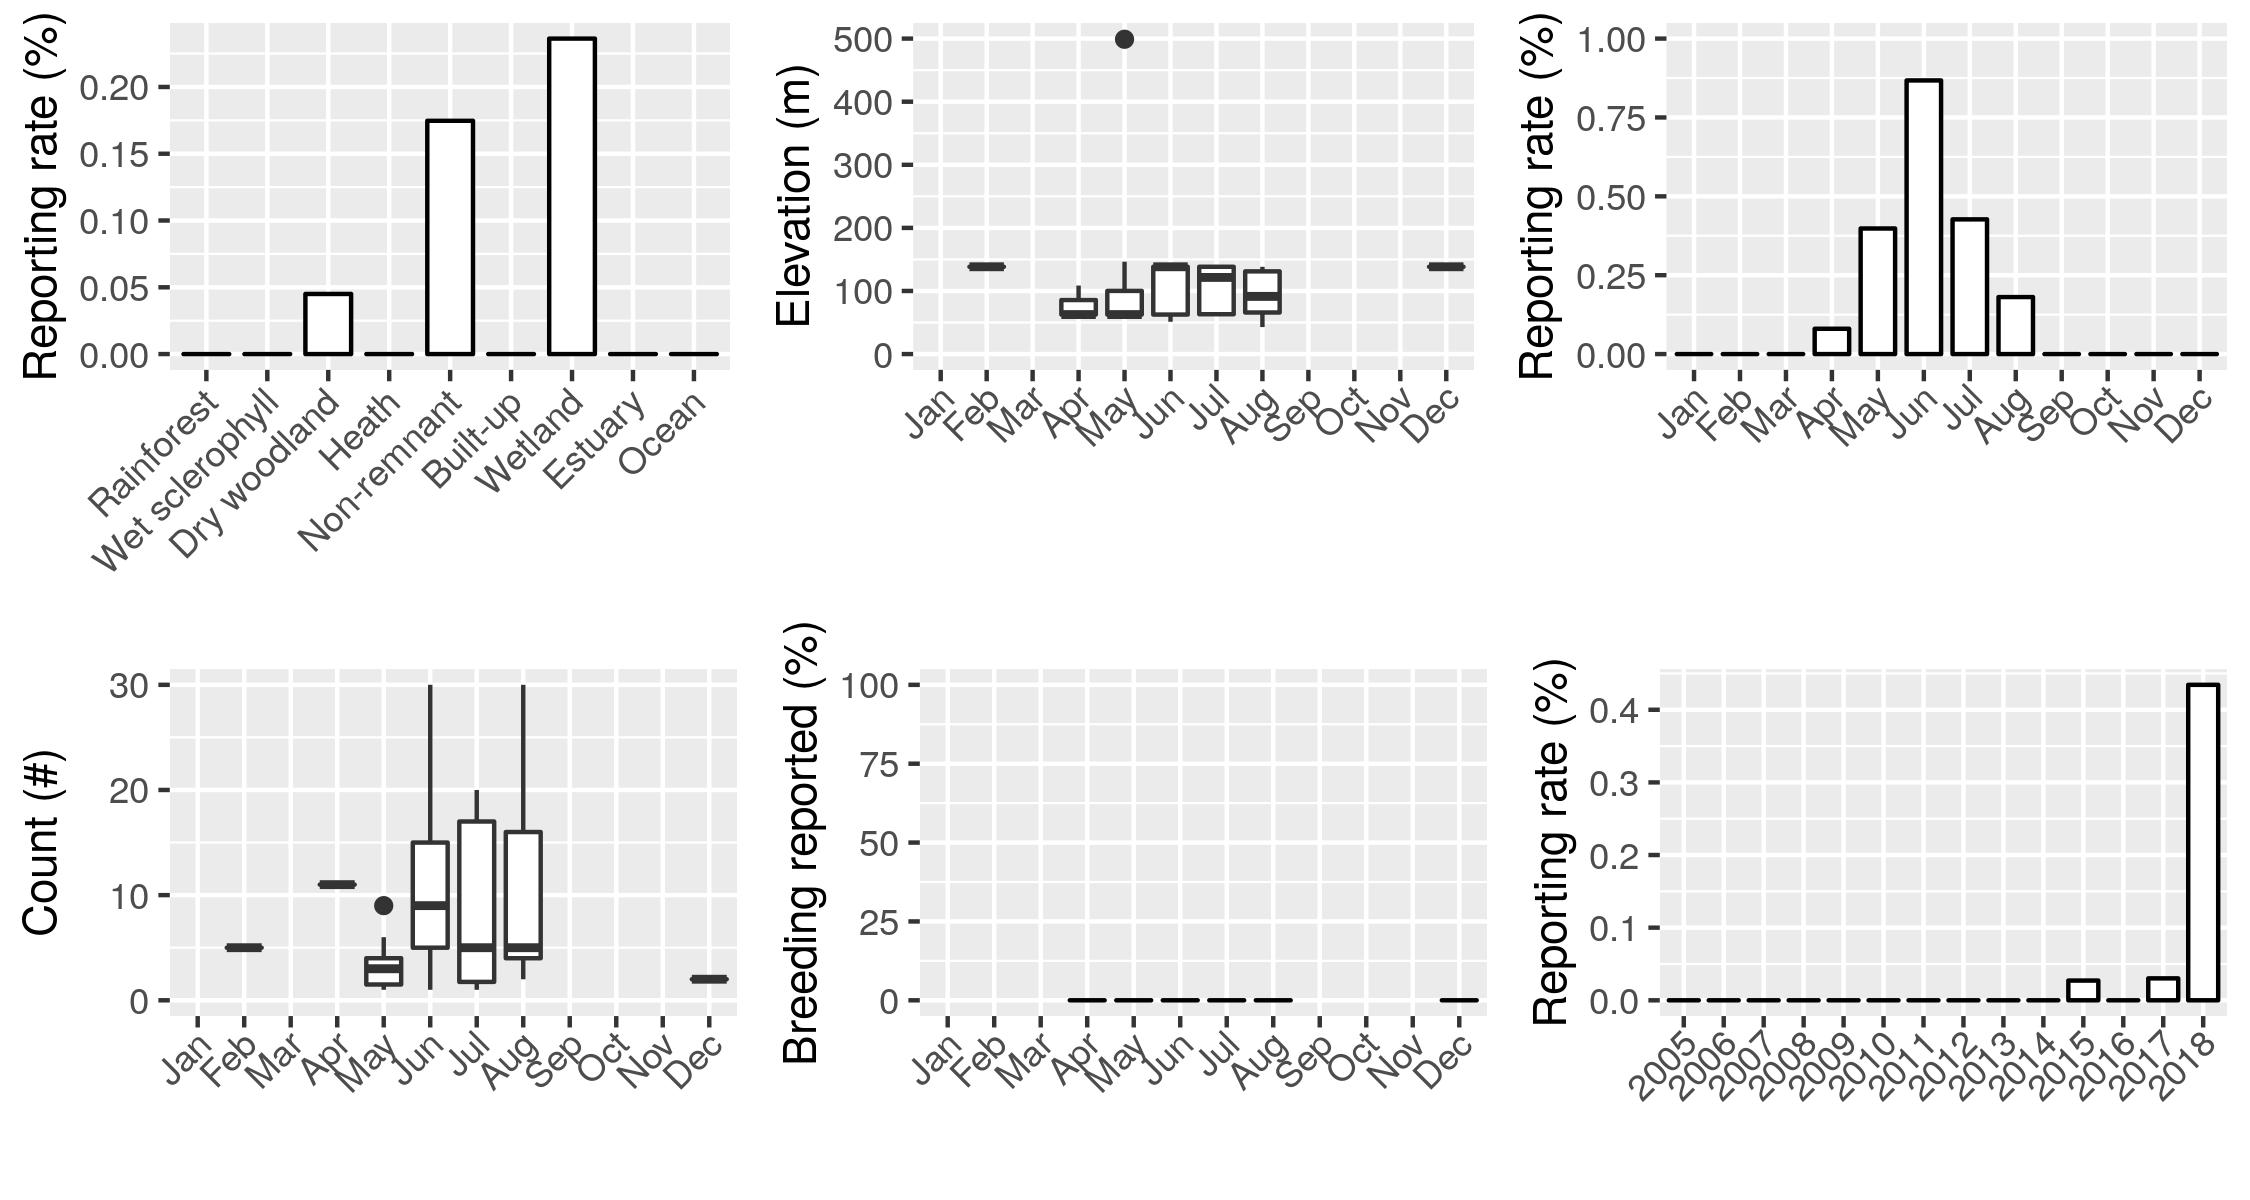 Reporting rate (%)
0.20
0.15
0.10
0.05
0.00
Rainforest
Wet sclerophyll
Dry woodland
Heath
Non-remnant
Built-up
Wetland
Estuary
Ocean
Elevation (m)
500
400
300
200
100
0
Jan
Feb
Mar
Apr
May
Jun
Jul
Aug
Sep
Oct
Nov
Dec
Reporting rate (%)
1.00
0.75
0.50
0.25
0.00
Jan
Feb
Mar
Apr
May
Jun
Jul
Aug
Sep
Oct
Nov
Dec
Count (#)
30
20
10
0
Jan
Feb
Mar
Apr
May
Jun
Jul
Aug
Sep
Oct
Nov
Dec
Breeding reported (%)
100
75
50
25
0
Jan
Feb
Mar
Apr
May
Jun
Jul
Aug
Sep
Oct
Nov
Dec
Reporting rate (%)
0.4
0.3
0.2
0.1
0.0
2005
2006
2007
2008
2009
2010
2011
2012
2013
2014
2015
2016
2017
2018